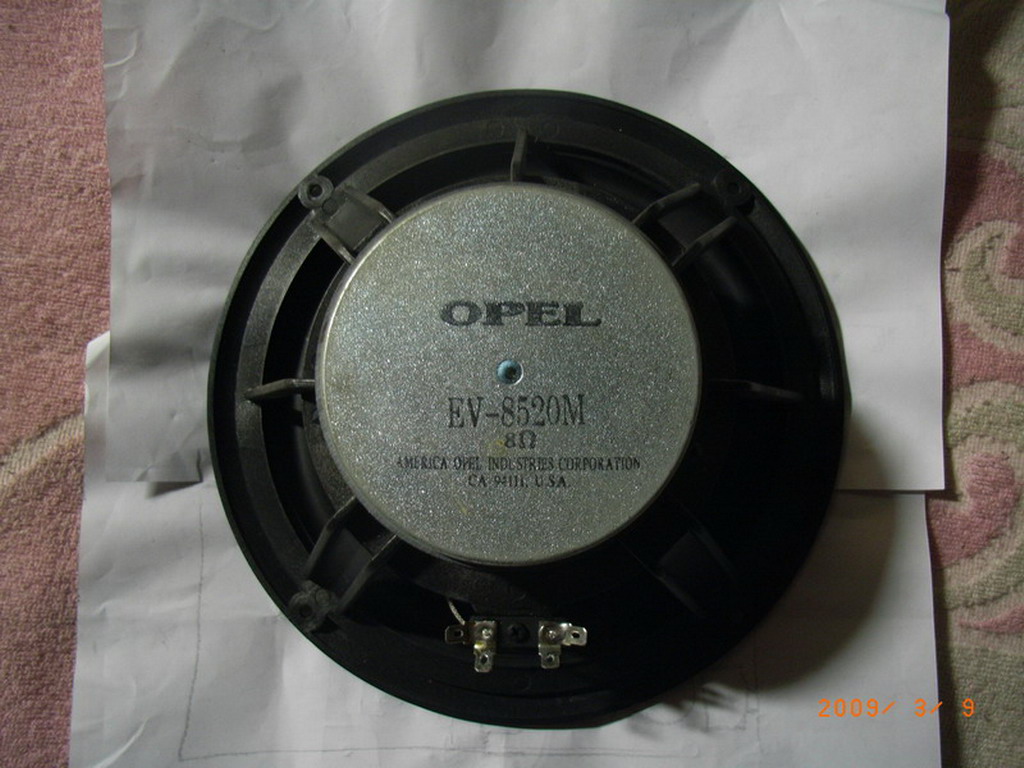 OPEL
EV-8520M
8Ω
AMERICA OPEL INDUSTRIES CORPORATION
CA 94111, U.S.A
2009/ 3/ 9